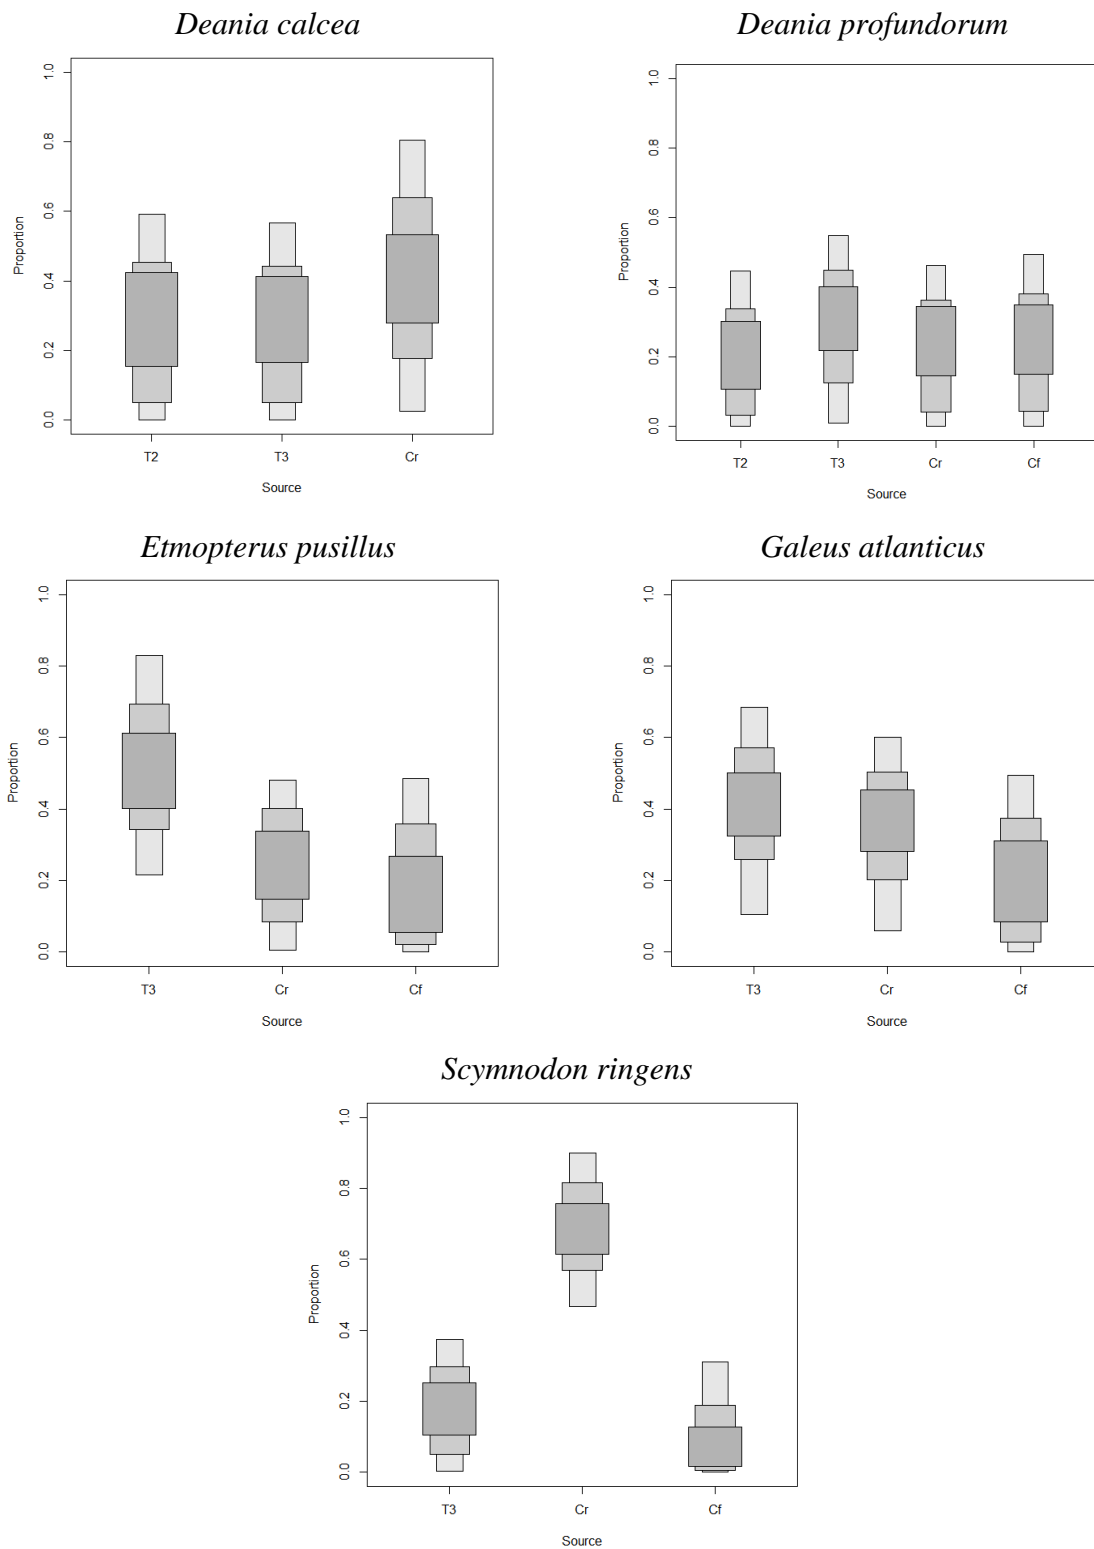 Deania calcea
Proportion
1.0
0.8
0.6
0.4
0.2
0.0
T2 T3 Cr
Source
Deania profundorum
Proportion
1.0
0.8
0.6
0.4
0.2
0.0
T2 T3 Cr Cf
Source
Etmopterus pusillus
Proportion
1.0
0.8
0.6
0.4
0.2
0.0
T3 Cr Cf
Source
Galeus atlanticus
Proportion
1.0
0.8
0.6
0.4
0.2
0.0
T3 Cr Cf
Source
Scymnodon ringens
Proportion
1.0
0.8
0.6
0.4
0.2
0.0
T3 Cr Cf
Source